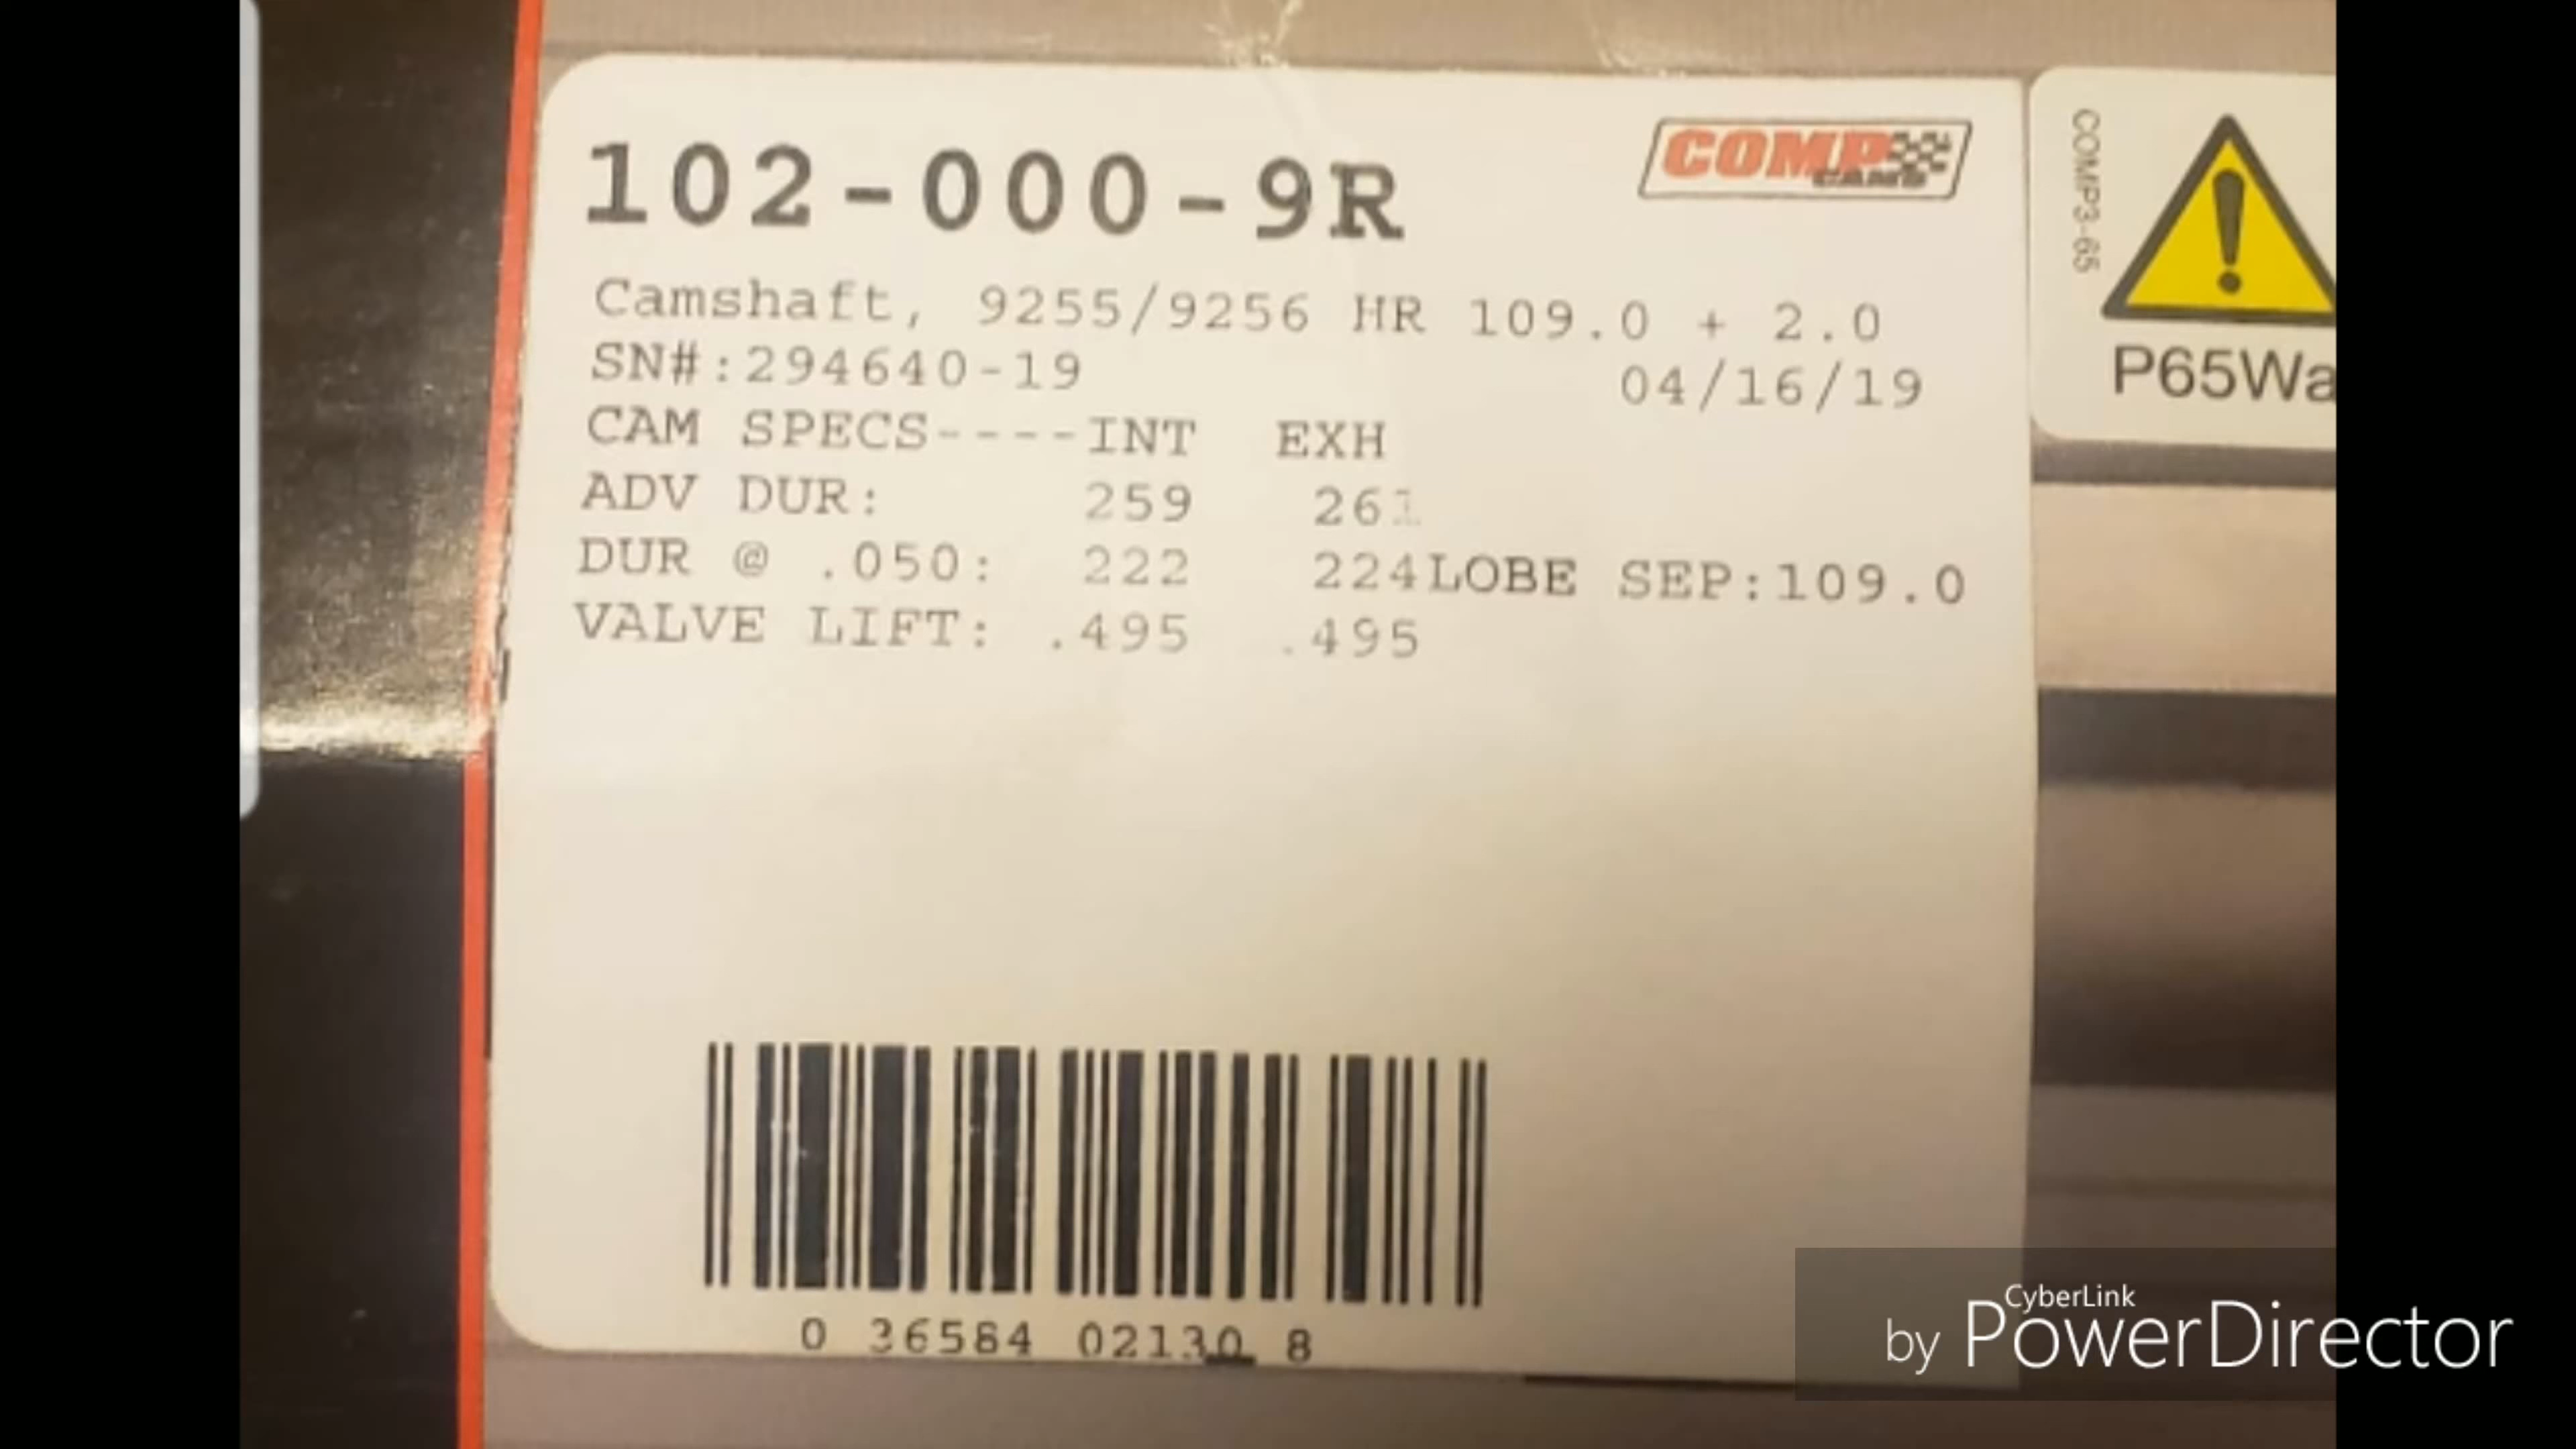 102-000-9R
COMP
CAMS
Camshaft, 9255/9256 HR 109.0 + 2.0
SN#:294640-19 04/16/19
CAM SPECS----INT EXH
ADV DUR: 259 261
DUR @ .050: 222 224LOBE SEP:109.0
VALVE LIFT: .495 .495
0 36584 02130 8
COMP3-65
P65Wa
by CyberLink PowerDirector